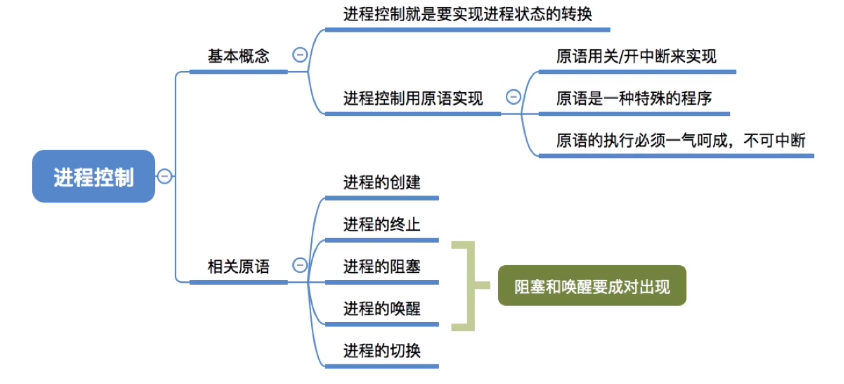 进程控制
基本概念
进程控制就是要实现进程状态的转换
进程控制用原语实现
原语用关/开中断来实现
原语是一种特殊的程序
原语的执行必须一气呵成，不可中断
相关原语
进程的创建
进程的终止
进程的阻塞
进程的唤醒
进程的切换
阻塞和唤醒要成对出现